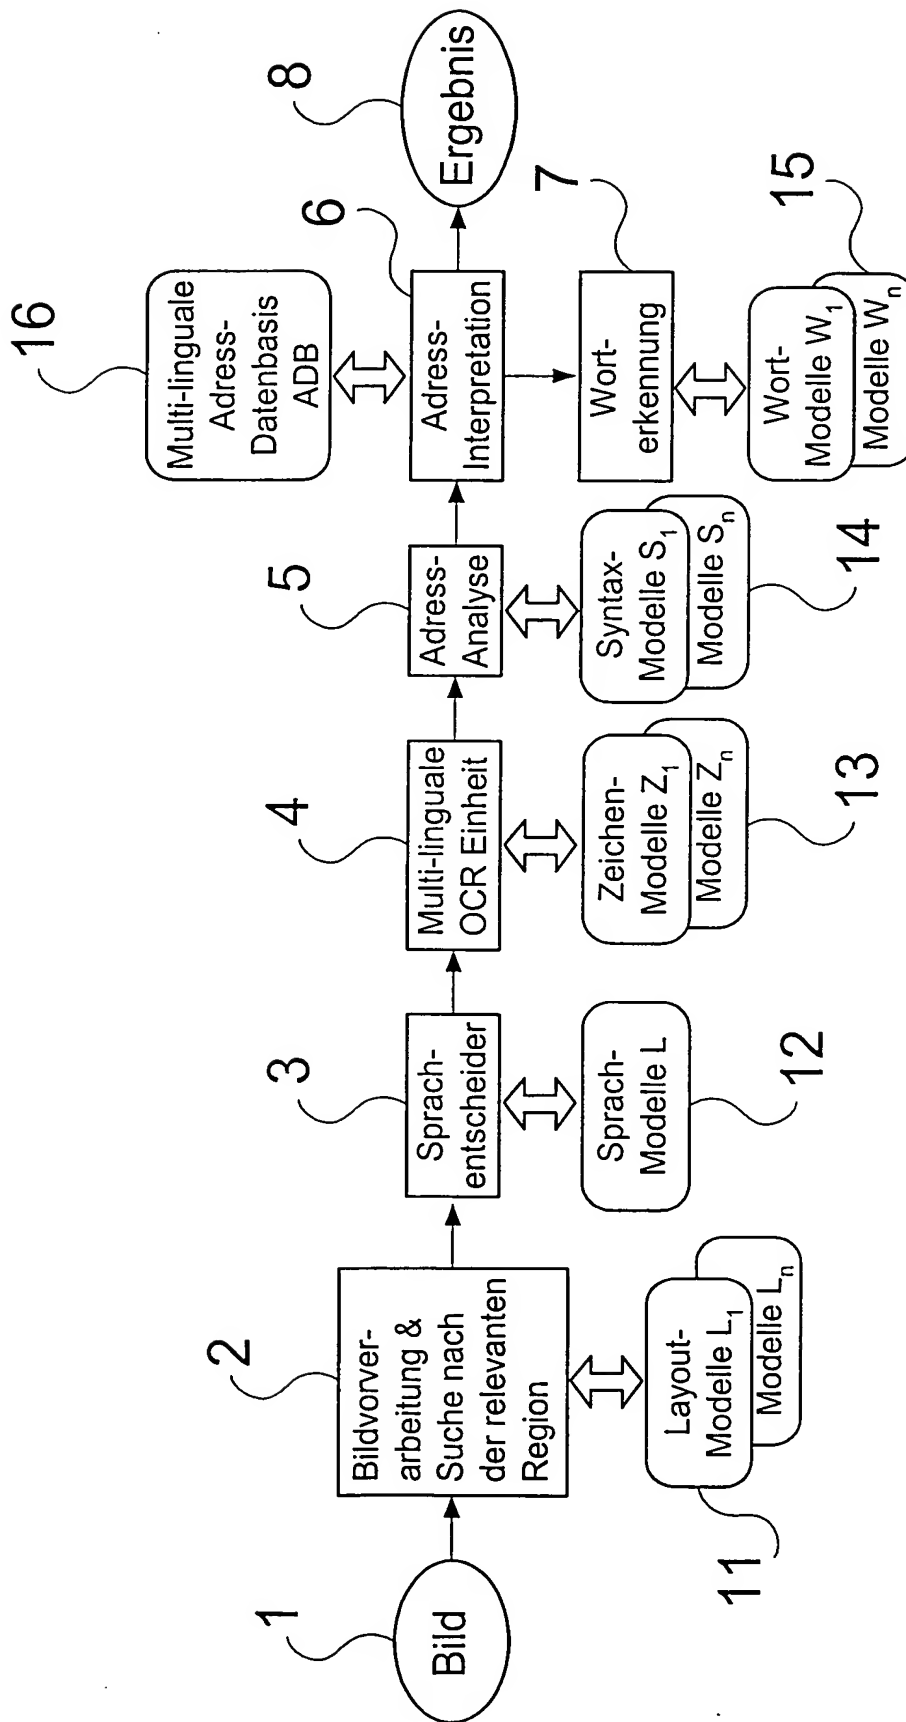 1
Bild
2
Bildvorver-
arbeitung &
Suche nach
der relevanten
Region
11
Layout-
Modelle L₁
Modelle Lₙ
3
Sprach-
entscheider
12
Sprach-
Modelle L
4
Multi-linguale
OCR Einheit
13
Zeichen-
Modelle Z₁
Modelle Zₙ
5
Adress-
Analyse
14
Syntax-
Modelle S₁
Modelle Sₙ
16
Multi-linguale
Adress-
Datenbasis
ADB
6
Adress-
Interpretation
7
Wort-
erkennung
15
Wort-
Modelle W₁
Modelle Wₙ
8
Ergebnis